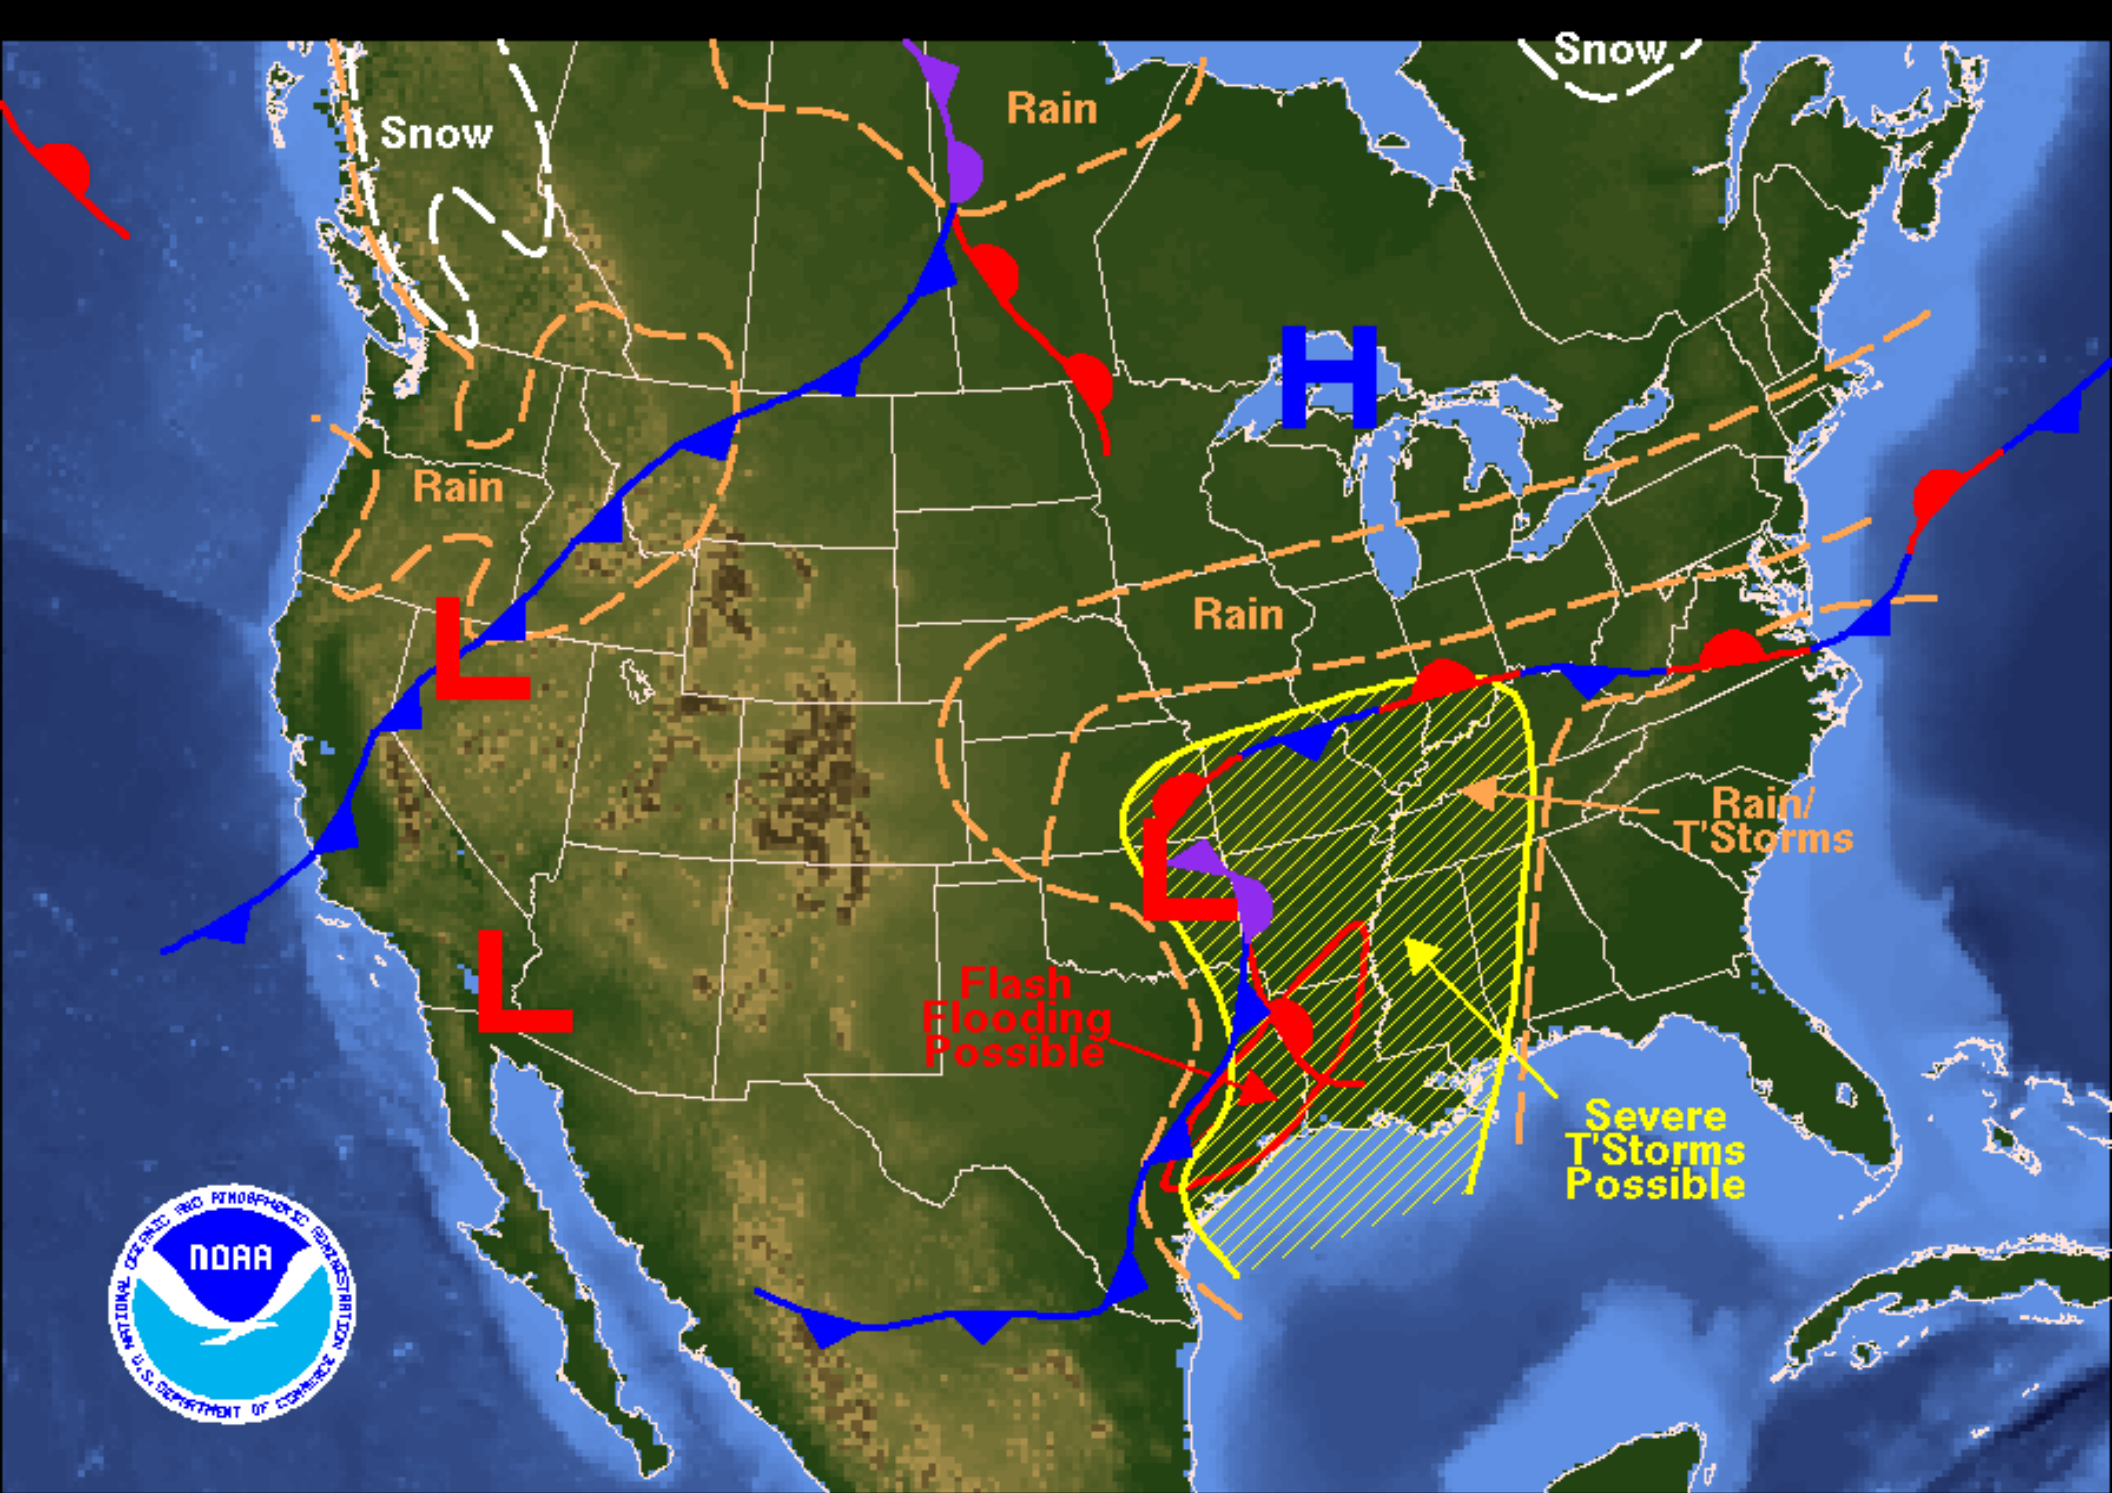 Snow
Snow
Rain
Rain
H
Rain
L
Rain/
T'Storms
L
L
Flash
Flooding
Possible
Severe
T'Storms
Possible
NOAA
NATIONAL OCEANIC AND ATMOSPHERIC ADMINISTRATION
U.S. DEPARTMENT OF COMMERCE